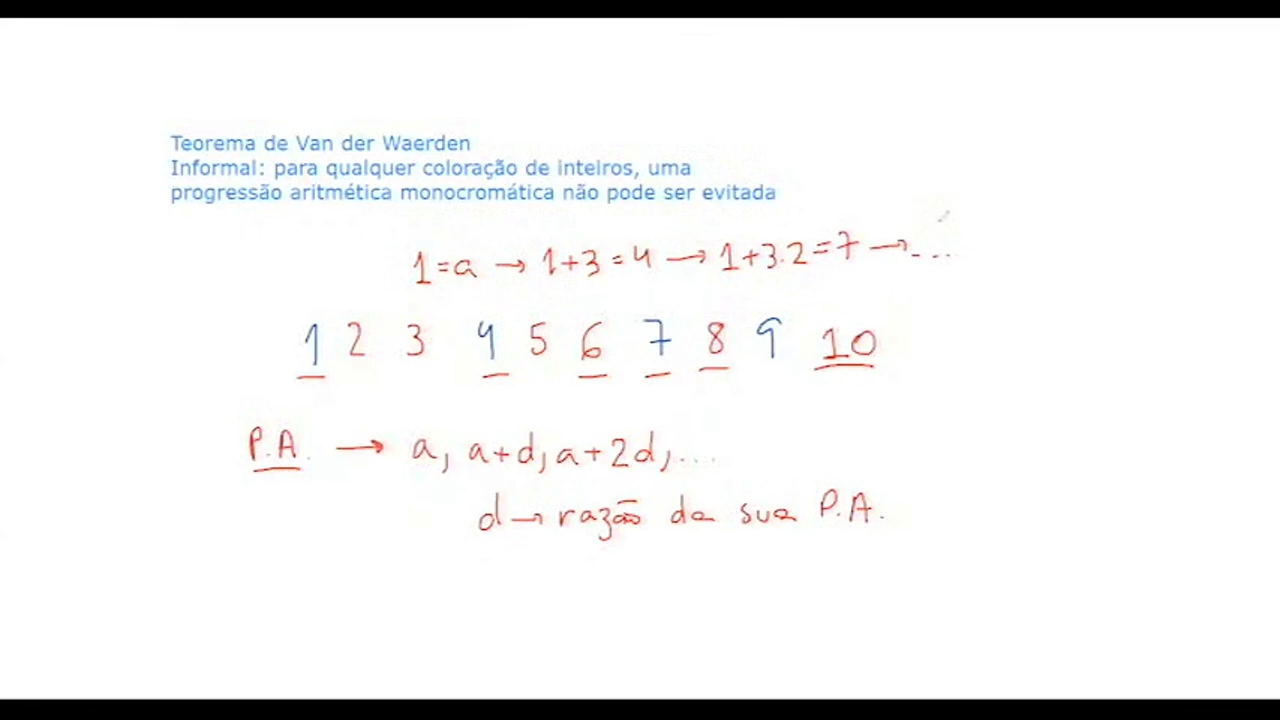 Teorema de Van der Waerden
Informal: para qualquer coloração de inteiros, uma
progressão aritmética monocromática não pode ser evitada
1=a → 1+3=4 → 1+3.2=7 → ...
1 2 3 4 5 6 7 8 9 10
P.A. → a, a+d, a+2d, ...
d → razão da sua P.A.